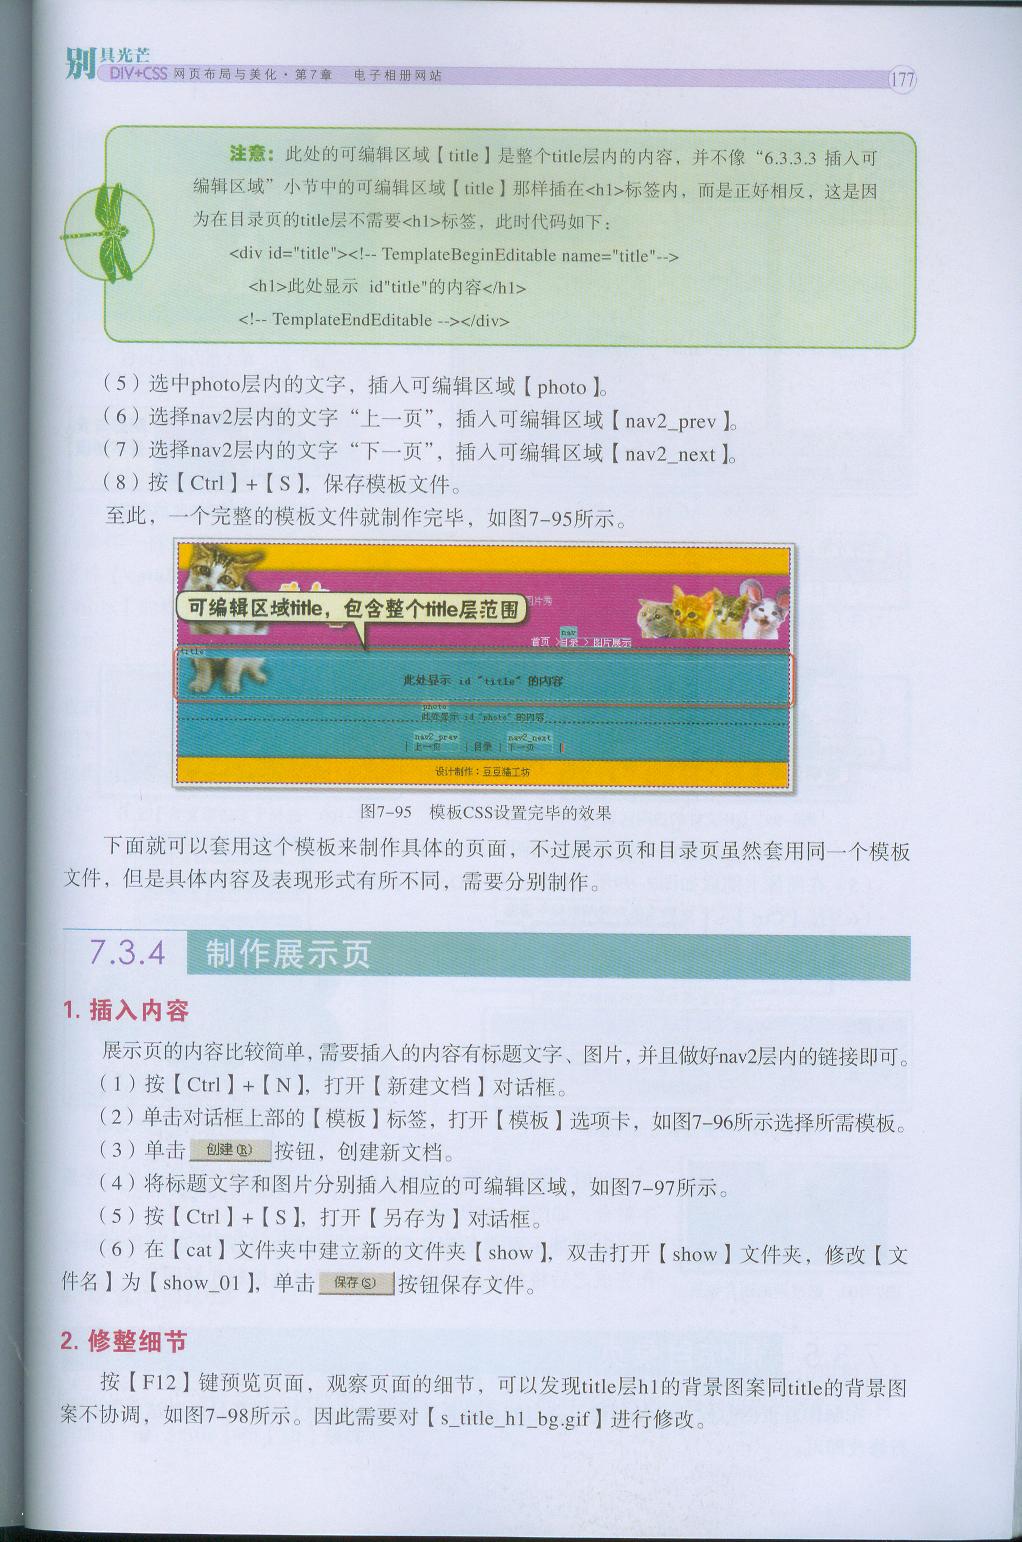 别具光芒
DIV+CSS 网页布局与美化·第7章 电子相册网站
177
注意：此处的可编辑区域【title】是整个title层内的内容，并不像“6.3.3.3 插入可
编辑区域”小节中的可编辑区域【title】那样插在<h1>标签内，而是正好相反，这是因
为在目录页的title层不需要<h1>标签，此时代码如下：
<div id="title"><!-- TemplateBeginEditable name="title"-->
<h1>此处显示 id"title"的内容</h1>
<!-- TemplateEndEditable --></div>
（5）选中photo层内的文字，插入可编辑区域【photo】。
（6）选择nav2层内的文字“上一页”，插入可编辑区域【nav2_prev】。
（7）选择nav2层内的文字“下一页”，插入可编辑区域【nav2_next】。
（8）按【Ctrl】+【S】，保存模板文件。
至此，一个完整的模板文件就制作完毕，如图7-95所示。
可编辑区域title，包含整个title层范围
图片秀
nav
首页 >目录 > 图片展示
title
此处显示 id "title" 的内容
photo
此处显示 id "photo" 的内容
nav2_prev nav2_next
| 上一页 | 目录 | 下一页 |
设计制作：豆豆猫工坊
图7-95 模板CSS设置完毕的效果
下面就可以套用这个模板来制作具体的页面，不过展示页和目录页虽然套用同一个模板
文件，但是具体内容及表现形式有所不同，需要分别制作。
7.3.4 制作展示页
1. 插入内容
展示页的内容比较简单，需要插入的内容有标题文字、图片，并且做好nav2层内的链接即可。
（1）按【Ctrl】+【N】，打开【新建文档】对话框。
（2）单击对话框上部的【模板】标签，打开【模板】选项卡，如图7-96所示选择所需模板。
（3）单击 创建(R) 按钮，创建新文档。
（4）将标题文字和图片分别插入相应的可编辑区域，如图7-97所示。
（5）按【Ctrl】+【S】，打开【另存为】对话框。
（6）在【cat】文件夹中建立新的文件夹【show】，双击打开【show】文件夹，修改【文
件名】为【show_01】，单击 保存(S) 按钮保存文件。
2. 修整细节
按【F12】键预览页面，观察页面的细节，可以发现title层h1的背景图案同title的背景图
案不协调，如图7-98所示。因此需要对【s_title_h1_bg.gif】进行修改。